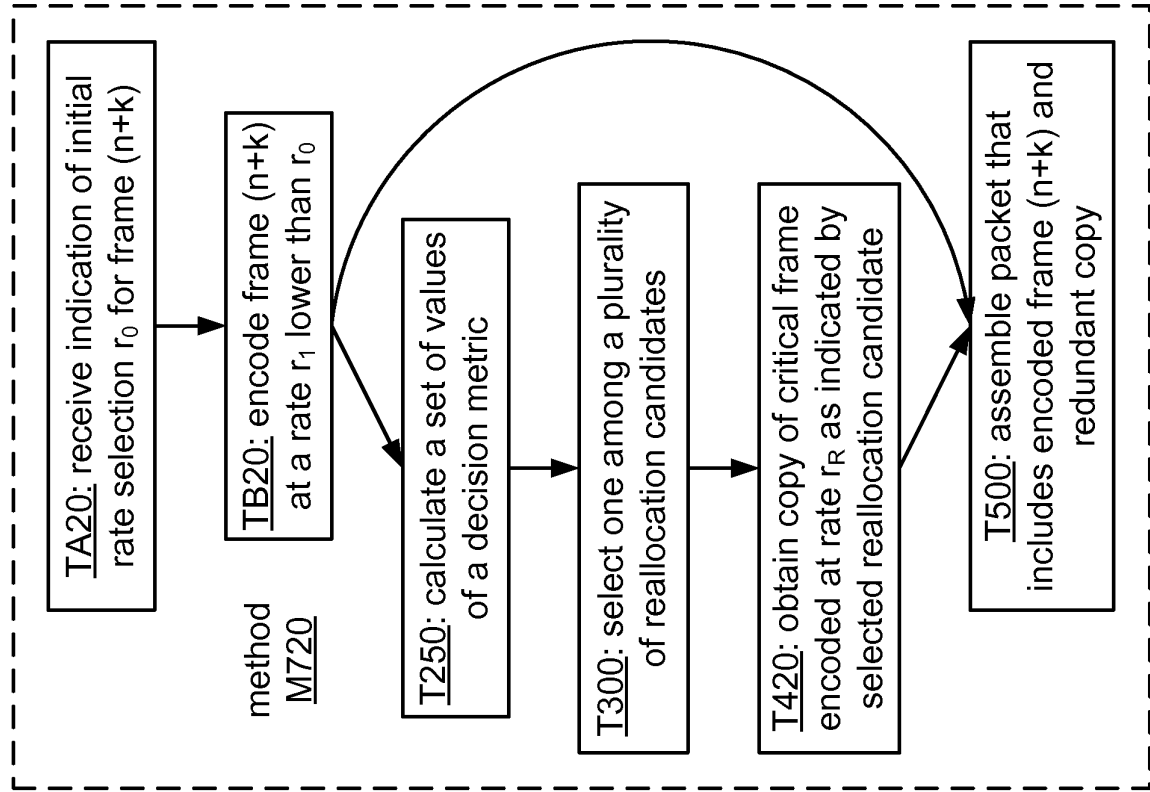 TA20: receive indication of initial
rate selection r₀ for frame (n+k)
TB20: encode frame (n+k)
at a rate r₁ lower than r₀
method
M720
T250: calculate a set of values
of a decision metric
T300: select one among a plurality
of reallocation candidates
T420: obtain copy of critical frame
encoded at rate r_R as indicated by
selected reallocation candidate
T500: assemble packet that
includes encoded frame (n+k) and
redundant copy